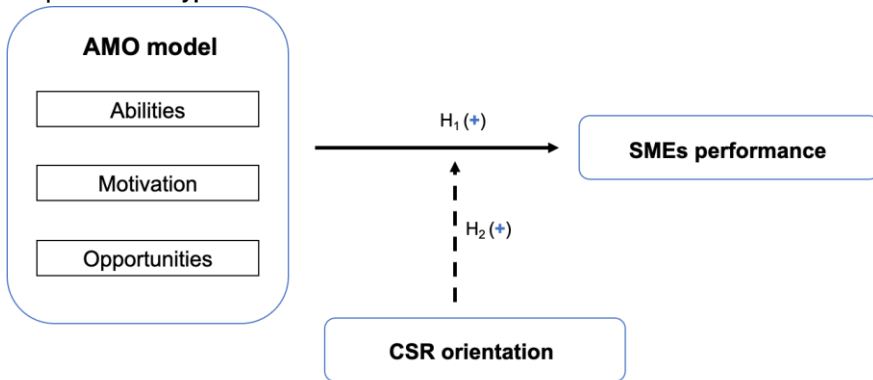 AMO model
Abilities
Motivation
Opportunities
H1 (+)
SMEs performance
H2 (+)
CSR orientation